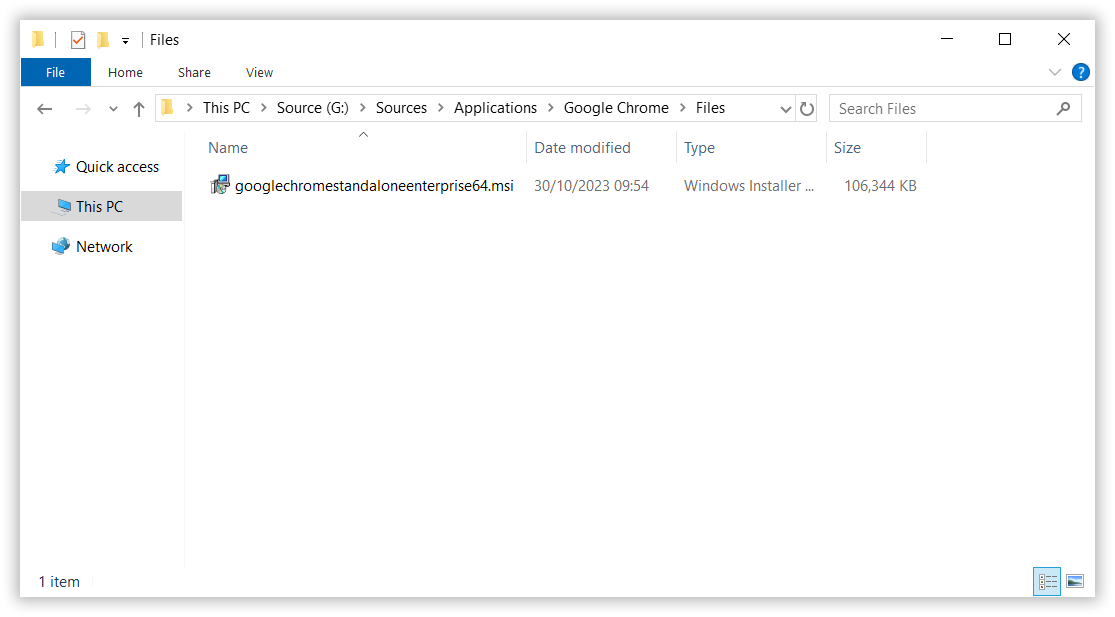 Files
File Home Share View ?
This PC Source (G:) Sources Applications Google Chrome Files Search Files
Name Date modified Type Size
Quick access
googlechromestandaloneenterprise64.msi 30/10/2023 09:54 Windows Installer ... 106,344 KB
This PC
Network
1 item